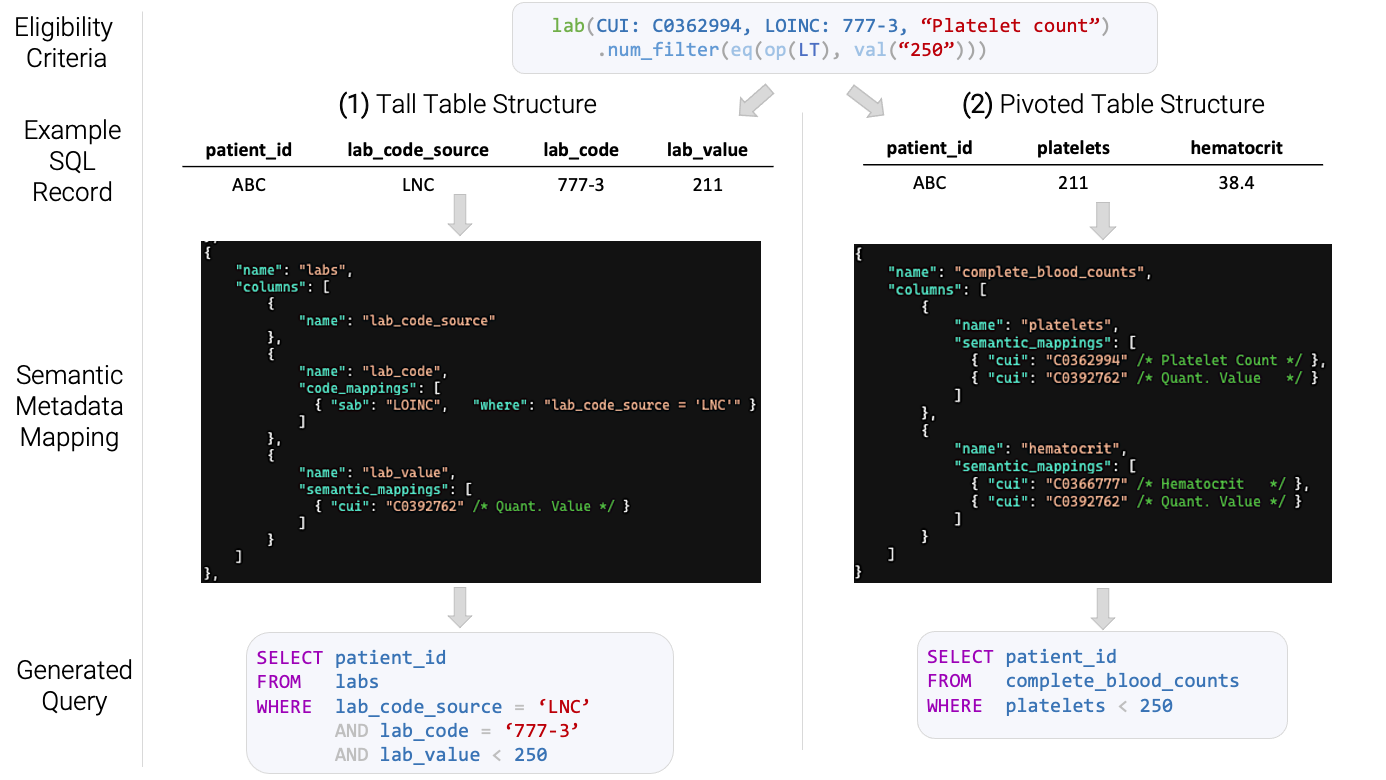 Eligibility
Criteria
lab(CUI: C0362994, LOINC: 777-3, “Platelet count”)
.num_filter(eq(op(LT), val(“250”)))
(1) Tall Table Structure
(2) Pivoted Table Structure
Example
SQL
Record
patient_id lab_code_source lab_code lab_value
ABC LNC 777-3 211
patient_id platelets hematocrit
ABC 211 38.4
Semantic
Metadata
Mapping
{
"name": "labs",
"columns": [
{
"name": "lab_code_source"
},
{
"name": "lab_code",
"code_mappings": [
{ "sab": "LOINC", "where": "lab_code_source = 'LNC'" }
]
},
{
"name": "lab_value",
"semantic_mappings": [
{ "cui": "C0392762" /* Quant. Value */ }
]
}
]
},
{
"name": "complete_blood_counts",
"columns": [
{
"name": "platelets",
"semantic_mappings": [
{ "cui": "C0362994" /* Platelet Count */ },
{ "cui": "C0392762" /* Quant. Value */ }
]
},
{
"name": "hematocrit",
"semantic_mappings": [
{ "cui": "C0366777" /* Hematocrit */ },
{ "cui": "C0392762" /* Quant. Value */ }
]
}
]
}
Generated
Query
SELECT patient_id
FROM labs
WHERE lab_code_source = ‘LNC’
AND lab_code = ‘777-3’
AND lab_value < 250
SELECT patient_id
FROM complete_blood_counts
WHERE platelets < 250